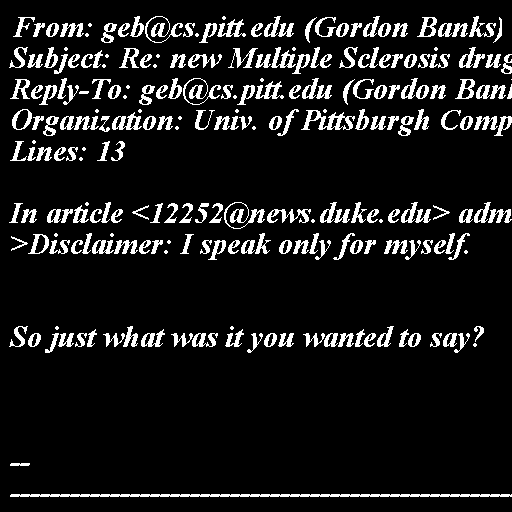 From: geb@cs.pitt.edu (Gordon Banks)
Subject: Re: new Multiple Sclerosis drug
Reply-To: geb@cs.pitt.edu (Gordon Ban
Organization: Univ. of Pittsburgh Comp
Lines: 13
In article <12252@news.duke.edu> adm
>Disclaimer: I speak only for myself.
So just what was it you wanted to say?
--
----------------------------------------------------